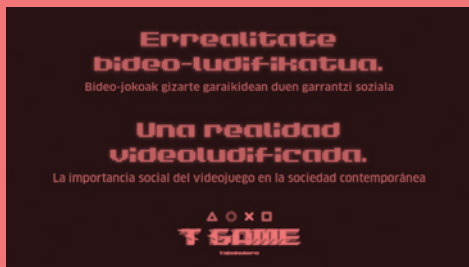 Errealitate
bideo-ludifikatua.
Bideo-jokoak gizarte garaikidean duen garrantzi soziala
Una realidad
videoludificada.
La importancia social del videojuego en la sociedad contemporánea
T GAME
Tabakalera